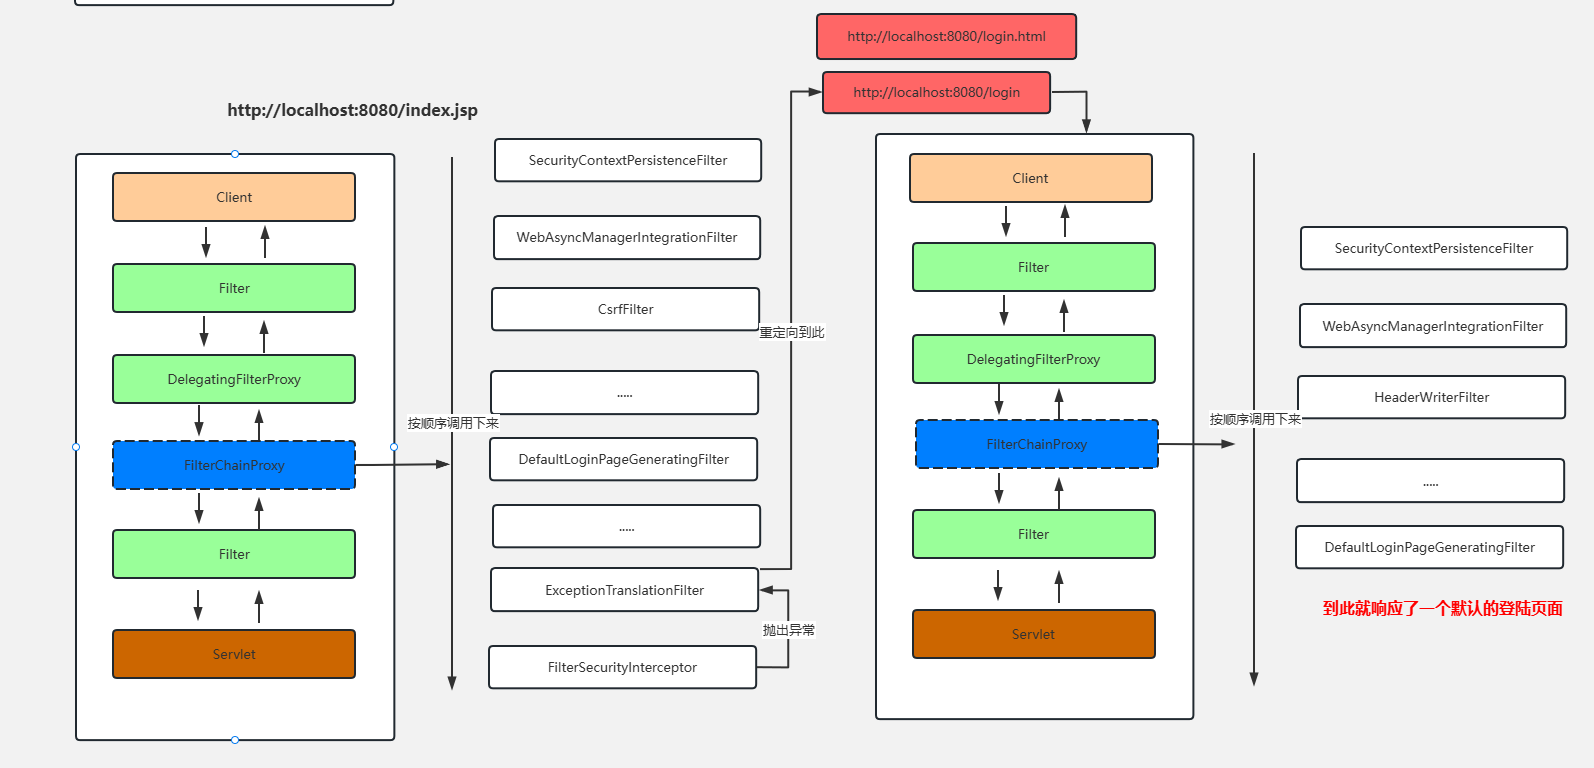 http://localhost:8080/index.jsp
Client
Filter
DelegatingFilterProxy
FilterChainProxy
Filter
Servlet
按顺序调用下来
SecurityContextPersistenceFilter
WebAsyncManagerIntegrationFilter
CsrfFilter
.....
DefaultLoginPageGeneratingFilter
.....
ExceptionTranslationFilter
抛出异常
FilterSecurityInterceptor
重定向到此
http://localhost:8080/login.html
http://localhost:8080/login
Client
Filter
DelegatingFilterProxy
FilterChainProxy
Filter
Servlet
按顺序调用下来
SecurityContextPersistenceFilter
WebAsyncManagerIntegrationFilter
HeaderWriterFilter
.....
DefaultLoginPageGeneratingFilter
到此就响应了一个默认的登陆页面